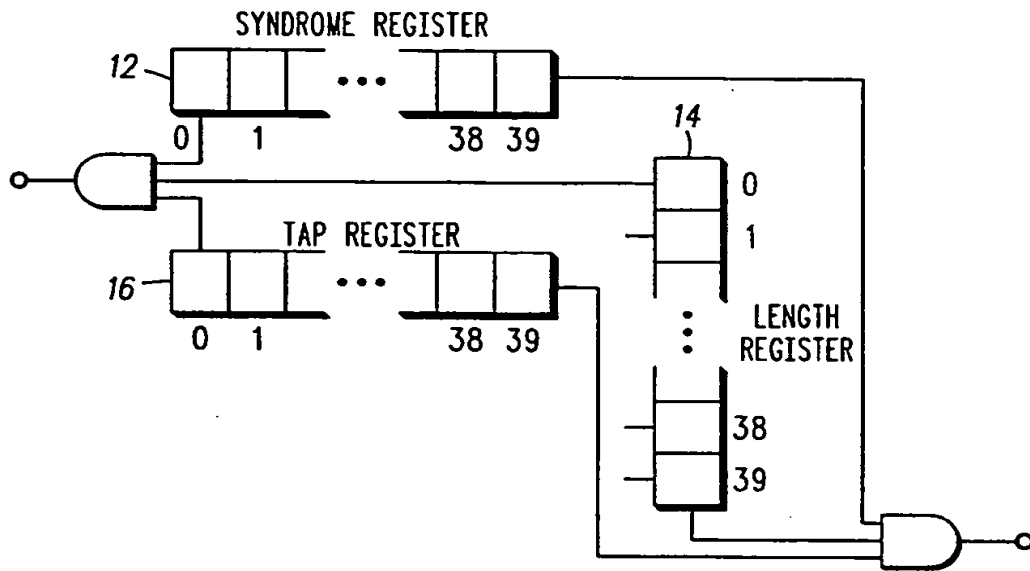 SYNDROME REGISTER
12
0 1 38 39
14
0
TAP REGISTER
1
16
0 1 38 39
LENGTH
REGISTER
38
39